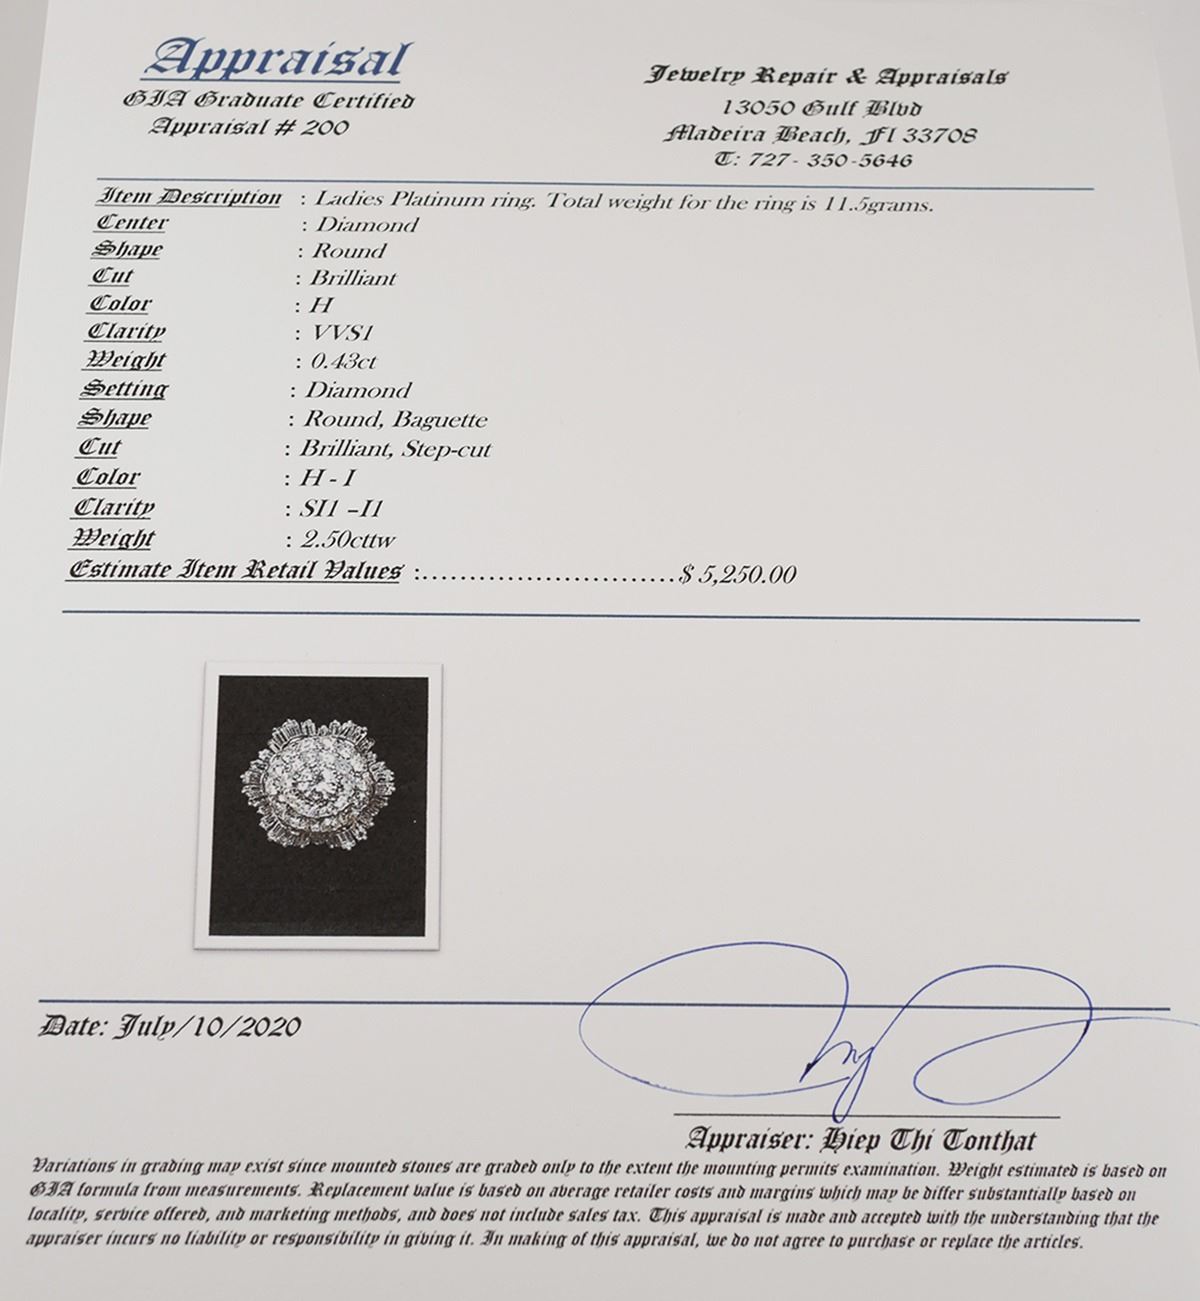 Appraisal
GIA Graduate Certified
Appraisal # 200
Jewelry Repair & Appraisals
13050 Gulf Blvd
Madeira Beach, Fl 33708
T: 727- 350-5646
Item Description : Ladies Platinum ring. Total weight for the ring is 11.5grams.
Center : Diamond
Shape : Round
Cut : Brilliant
Color : H
Clarity : VVS1
Weight : 0.43ct
Setting : Diamond
Shape : Round, Baguette
Cut : Brilliant, Step-cut
Color : H - I
Clarity : SI1 –I1
Weight : 2.50cttw
Estimate Item Retail Values :...........................$ 5,250.00
Date: July/10/2020
Appraiser: Hiep Thi Tonthat
Variations in grading may exist since mounted stones are graded only to the extent the mounting permits examination. Weight estimated is based on
GIA formula from measurements. Replacement value is based on average retailer costs and margins which may be differ substantially based on
locality, service offered, and marketing methods, and does not include sales tax. This appraisal is made and accepted with the understanding that the
appraiser incurs no liability or responsibility in giving it. In making of this appraisal, we do not agree to purchase or replace the articles.